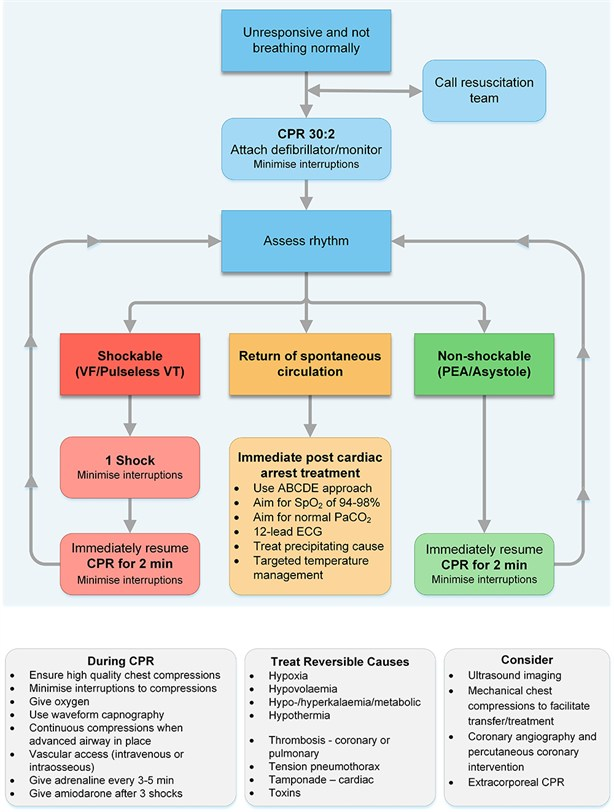 Unresponsive and not
breathing normally
Call resuscitation
team
CPR 30:2
Attach defibrillator/monitor
Minimise interruptions
Assess rhythm
Shockable
(VF/Pulseless VT)
Return of spontaneous
circulation
Non-shockable
(PEA/Asystole)
1 Shock
Minimise interruptions
Immediately resume
CPR for 2 min
Minimise interruptions
Immediate post cardiac
arrest treatment
• Use ABCDE approach
• Aim for SpO₂ of 94-98%
• Aim for normal PaCO₂
• 12-lead ECG
• Treat precipitating cause
• Targeted temperature
management
Immediately resume
CPR for 2 min
Minimise interruptions
During CPR
• Ensure high quality chest compressions
• Minimise interruptions to compressions
• Give oxygen
• Use waveform capnography
• Continuous compressions when
advanced airway in place
• Vascular access (intravenous or
intraosseous)
• Give adrenaline every 3-5 min
• Give amiodarone after 3 shocks
Treat Reversible Causes
• Hypoxia
• Hypovolaemia
• Hypo-/hyperkalaemia/metabolic
• Hypothermia
• Thrombosis - coronary or
pulmonary
• Tension pneumothorax
• Tamponade – cardiac
• Toxins
Consider
• Ultrasound imaging
• Mechanical chest
compressions to facilitate
transfer/treatment
• Coronary angiography and
percutaneous coronary
intervention
• Extracorporeal CPR